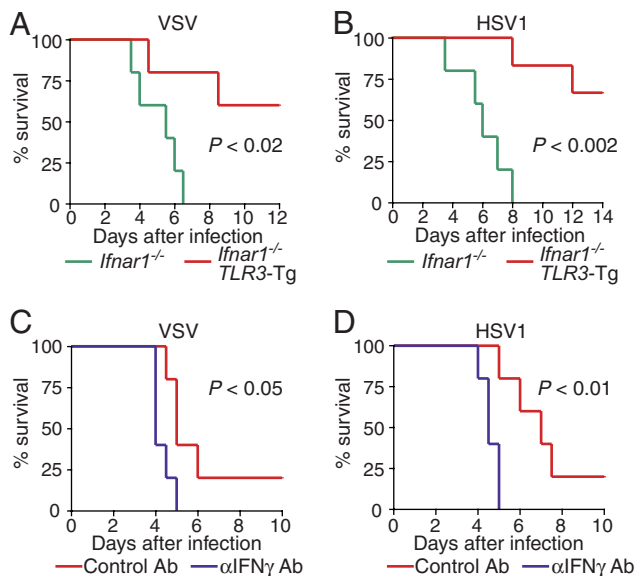 A
VSV
% survival
100
75
50
25
0
P < 0.02
0 2 4 6 8 10 12
Days after infection
Ifnar1-/-
Ifnar1-/-
TLR3-Tg
B
HSV1
% survival
100
75
50
25
0
P < 0.002
0 2 4 6 8 10 12 14
Days after infection
Ifnar1-/-
Ifnar1-/-
TLR3-Tg
C
VSV
% survival
100
75
50
25
0
P < 0.05
0 2 4 6 8 10
Days after infection
Control Ab
αIFNγ Ab
D
HSV1
% survival
100
75
50
25
0
P < 0.01
0 2 4 6 8 10
Days after infection
Control Ab
αIFNγ Ab